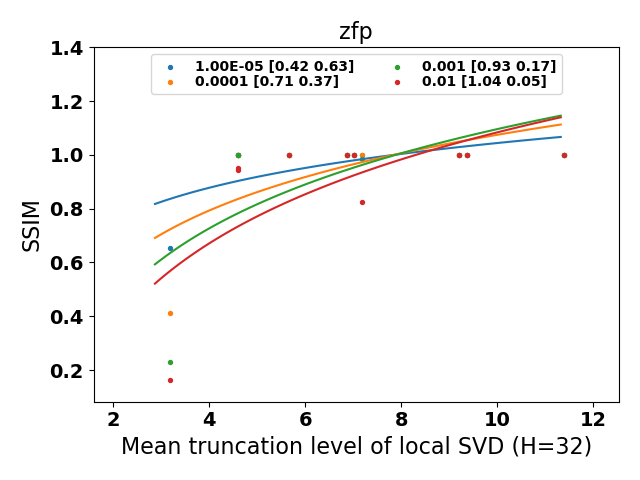 zfp
1.00E-05 [0.42 0.63]
0.0001 [0.71 0.37]
0.001 [0.93 0.17]
0.01 [1.04 0.05]
1.4
1.2
1.0
0.8
0.6
0.4
0.2
SSIM
2 4 6 8 10 12
Mean truncation level of local SVD (H=32)